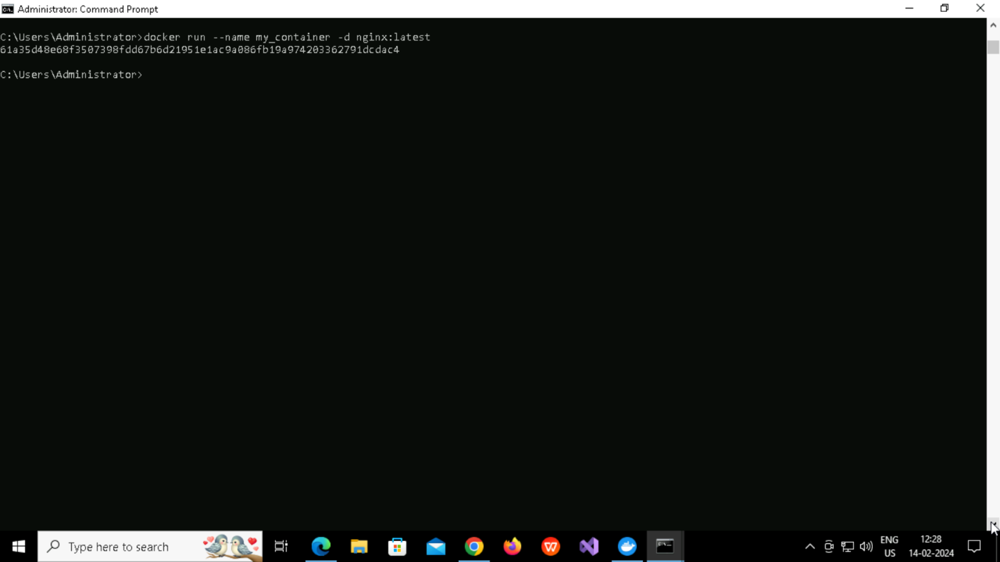 Administrator: Command Prompt
C:\Users\Administrator>docker run --name my_container -d nginx:latest
61a35d48e68f3507398fdd67b6d21951e1ac9a086fb19a974203362791dcdac4
C:\Users\Administrator>
Type here to search
ENG
US
12:28
14-02-2024